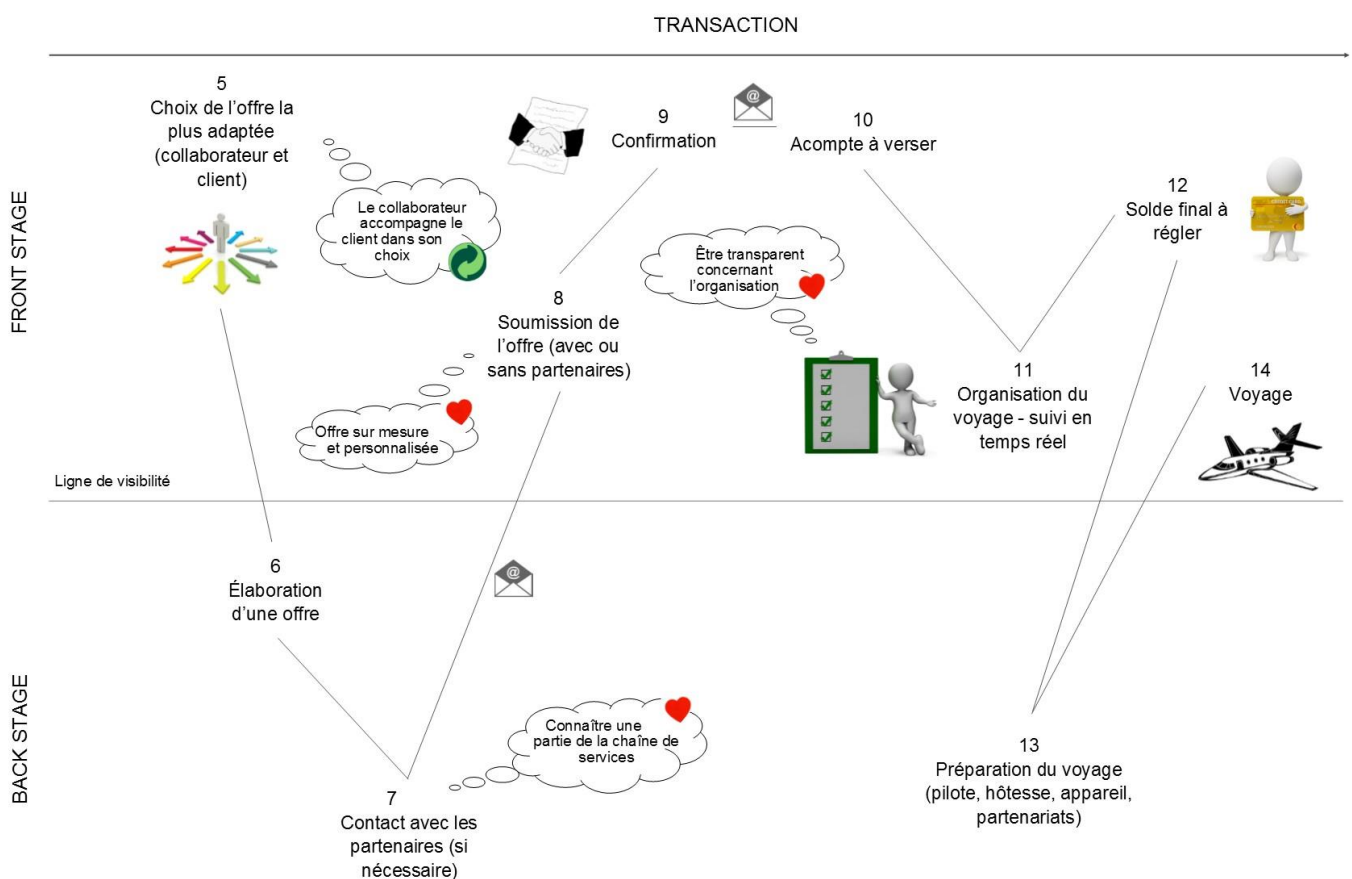 TRANSACTION
FRONT STAGE
5
Choix de l'offre la
plus adaptée
(collaborateur et
client)
Le collaborateur
accompagne le
client dans son
choix
9
Confirmation
@
10
Acompte à verser
12
Solde final à
régler
Être transparent
concernant
l'organisation
8
Soumission de
l'offre (avec ou
sans partenaires)
Offre sur mesure
et personnalisée
11
Organisation du
voyage - suivi en
temps réel
14
Voyage
Ligne de visibilité
BACK STAGE
6
Élaboration
d'une offre
@
Connaître une
partie de la chaîne de
services
7
Contact avec les
partenaires (si
nécessaire)
13
Préparation du voyage
(pilote, hôtesse, appareil,
partenariats)